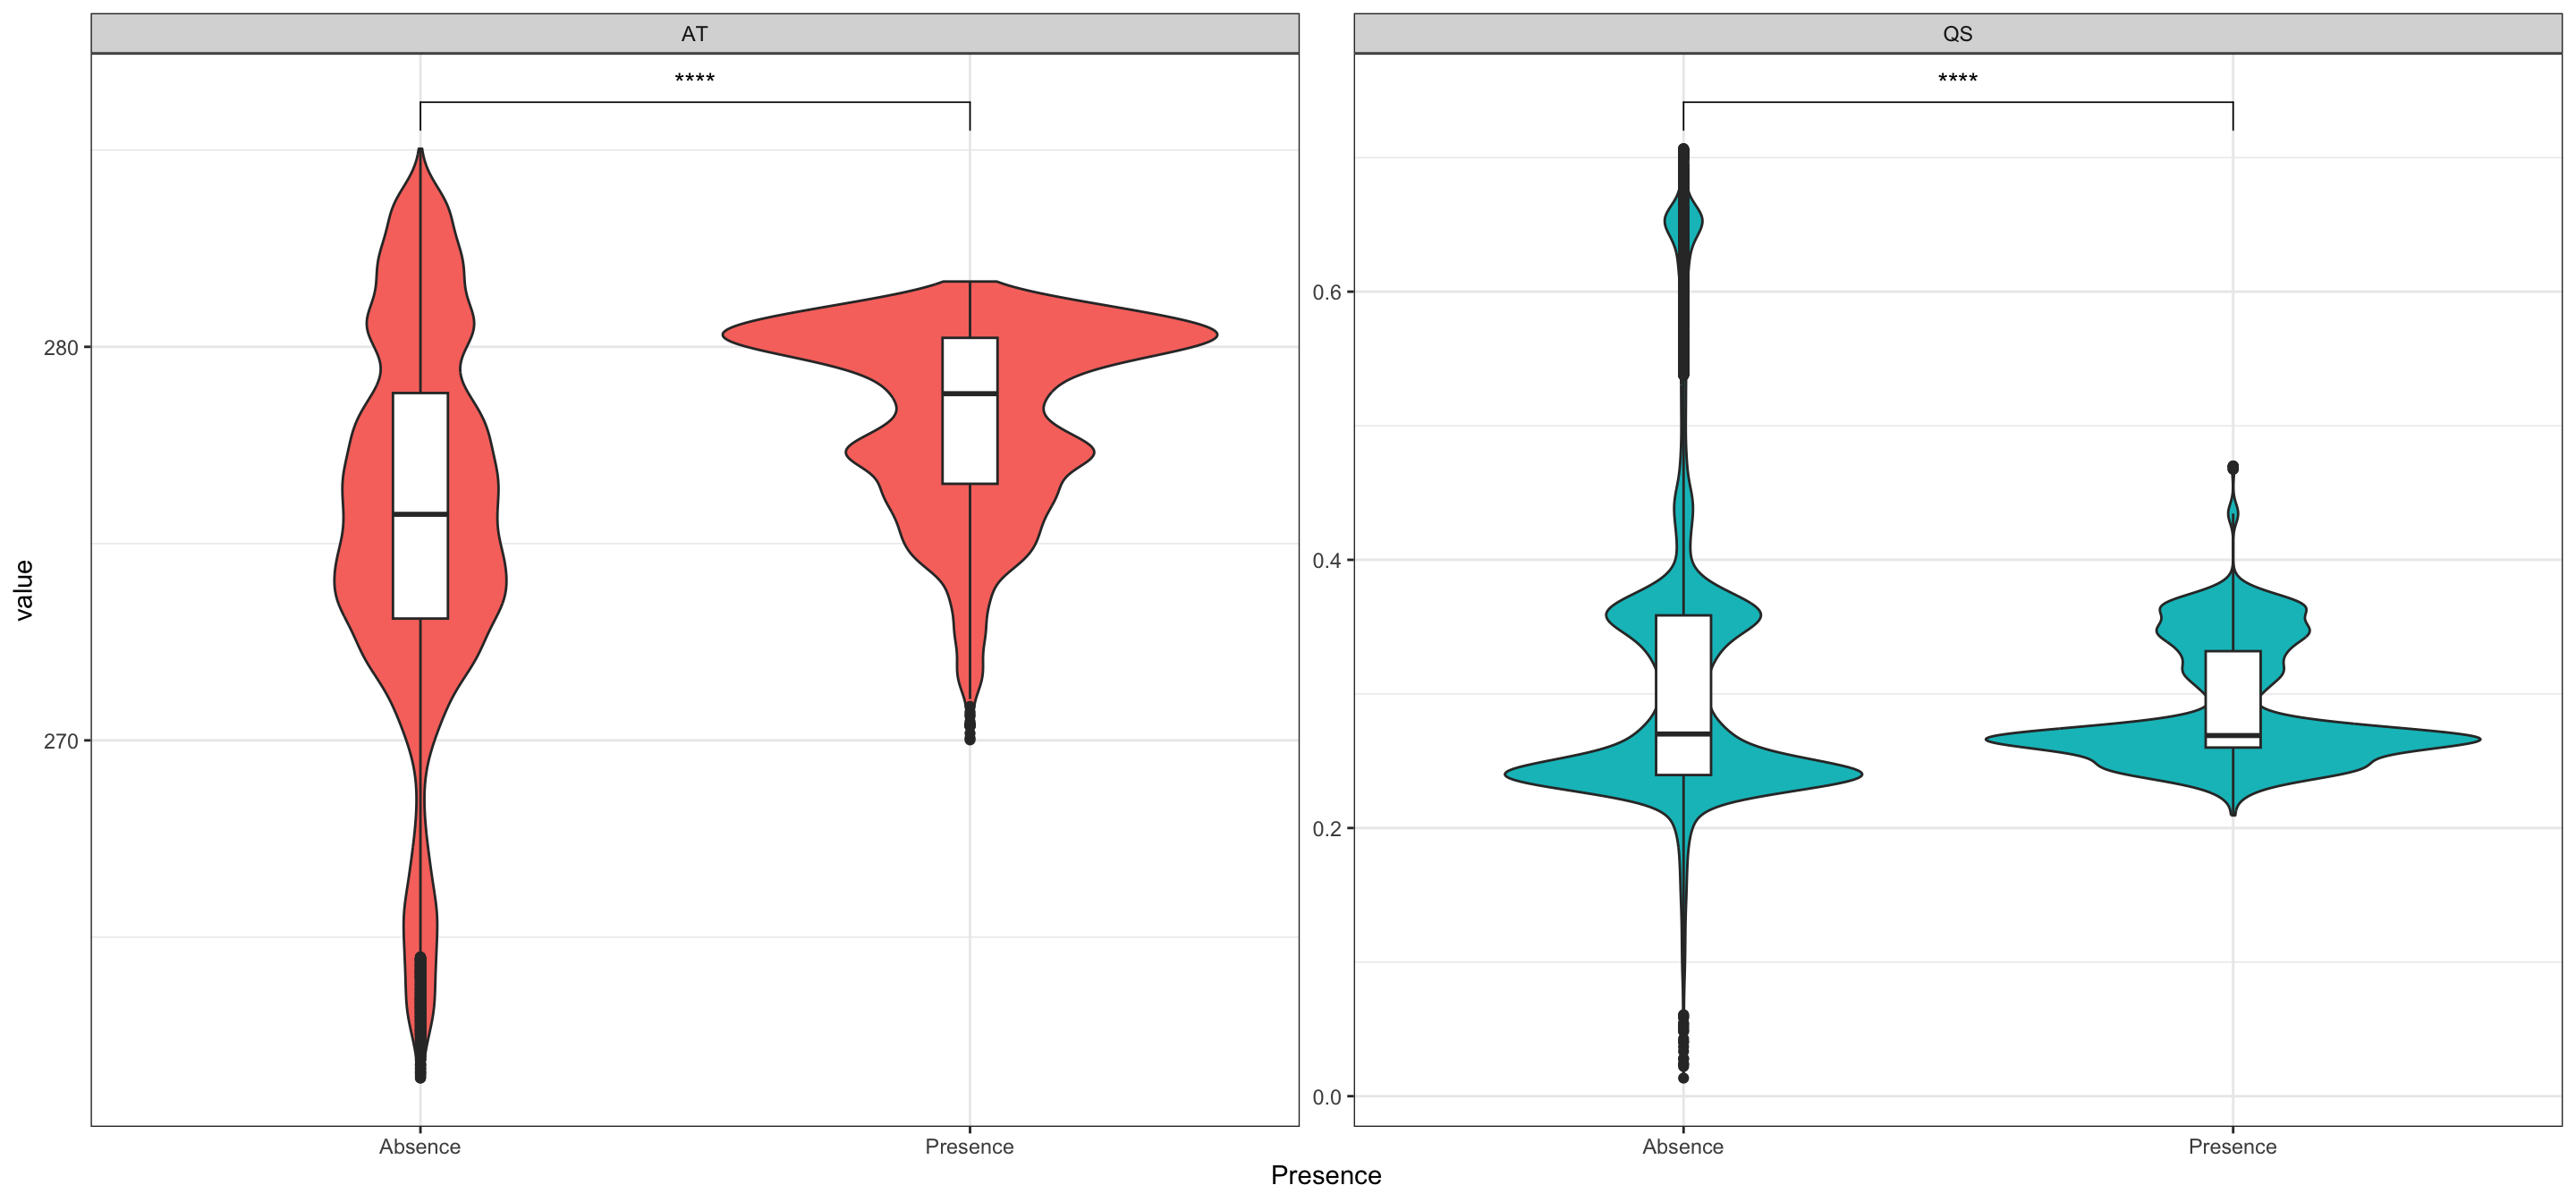 AT
QS
****
****
value
280
270
0.6
0.4
0.2
0.0
Absence
Presence
Absence
Presence
Presence